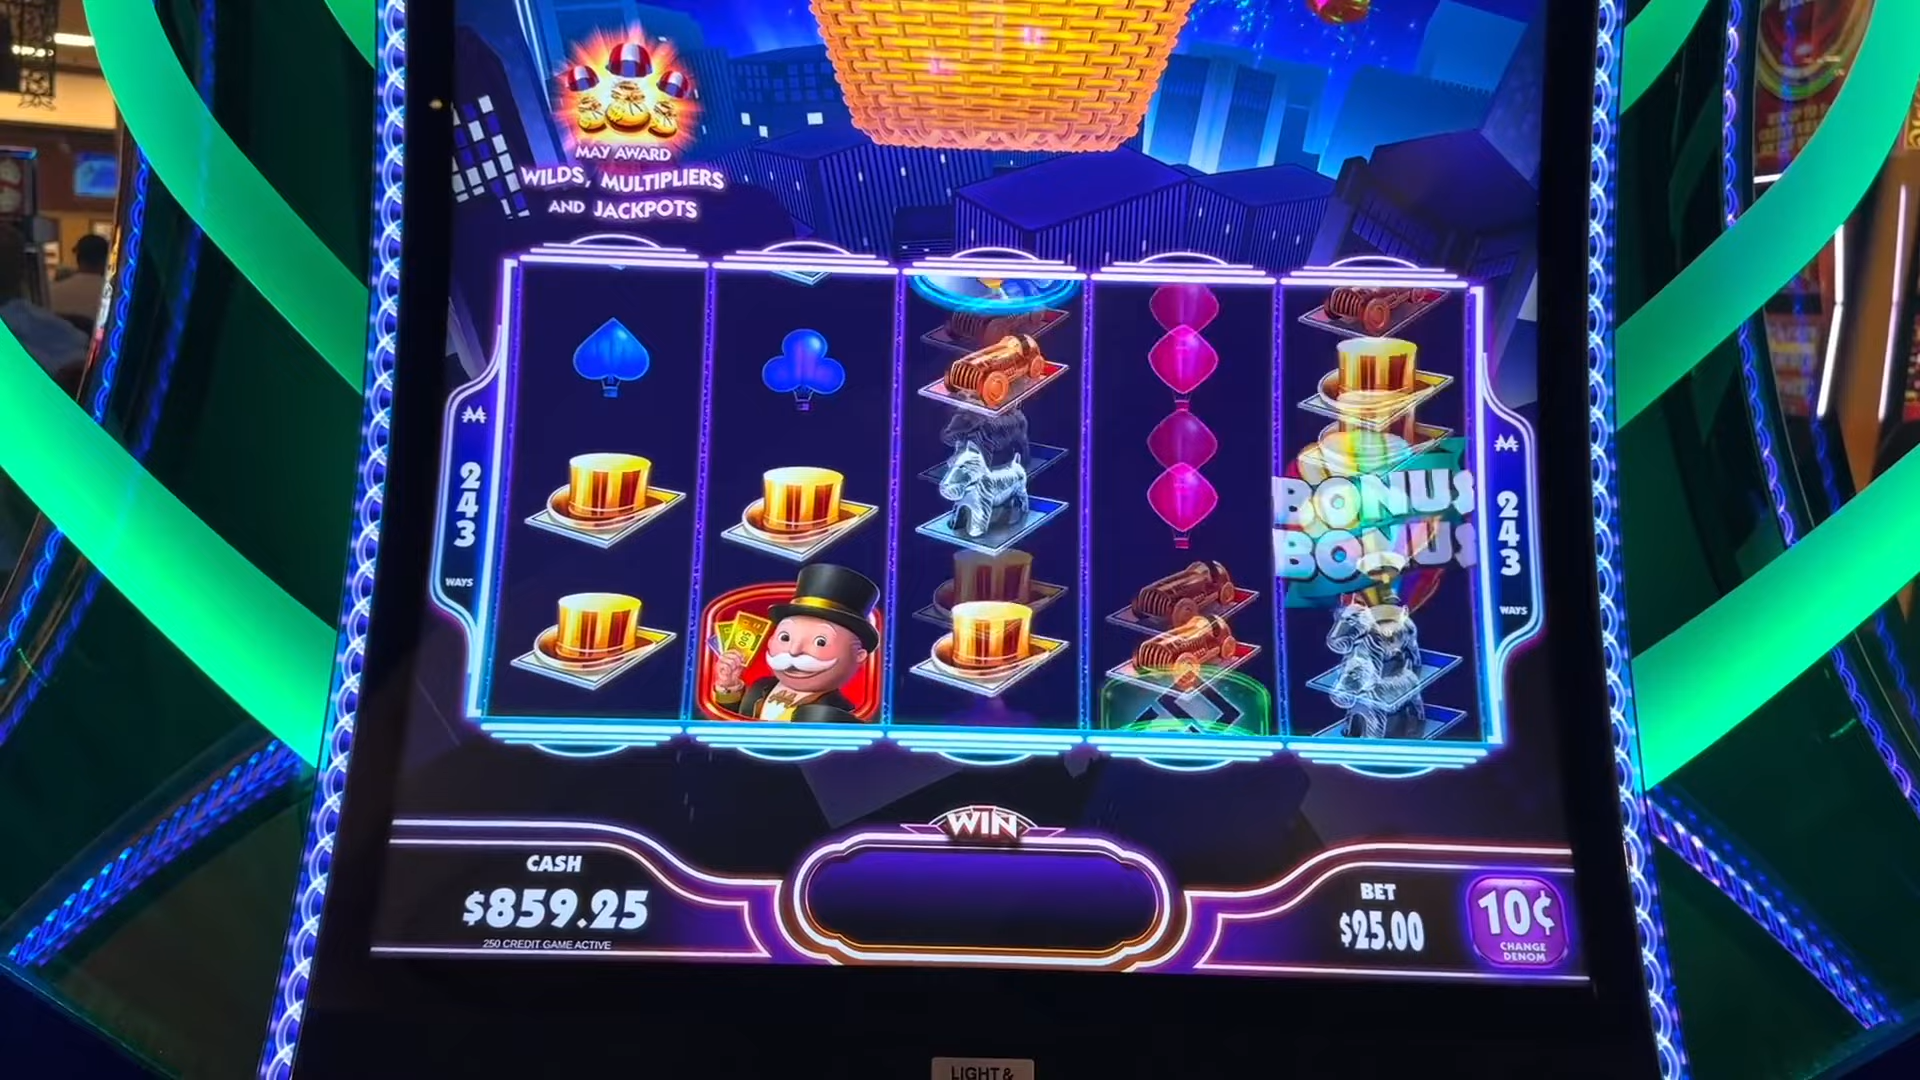 MAY AWARD
WILDS, MULTIPLIERS
AND JACKPOTS
243
WAYS
500
BONUS
BONUS
243
WAYS
WIN
CASH
$859.25
250 CREDIT GAME ACTIVE
BET
$25.00
10¢
CHANGE
DENOM
LIGHT &